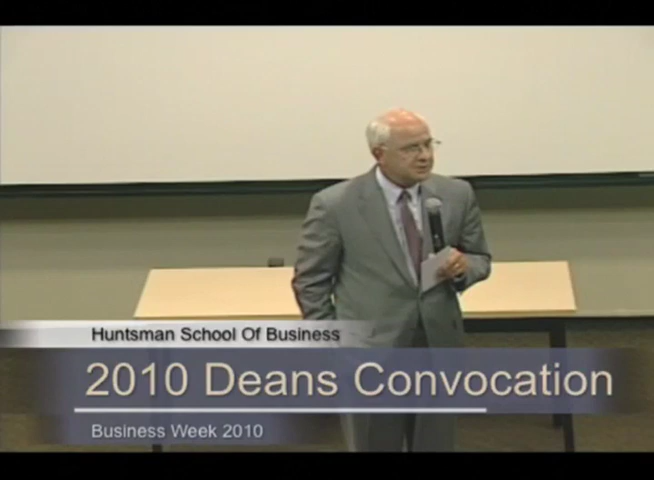 Huntsman School Of Business
2010 Deans Convocation
Business Week 2010